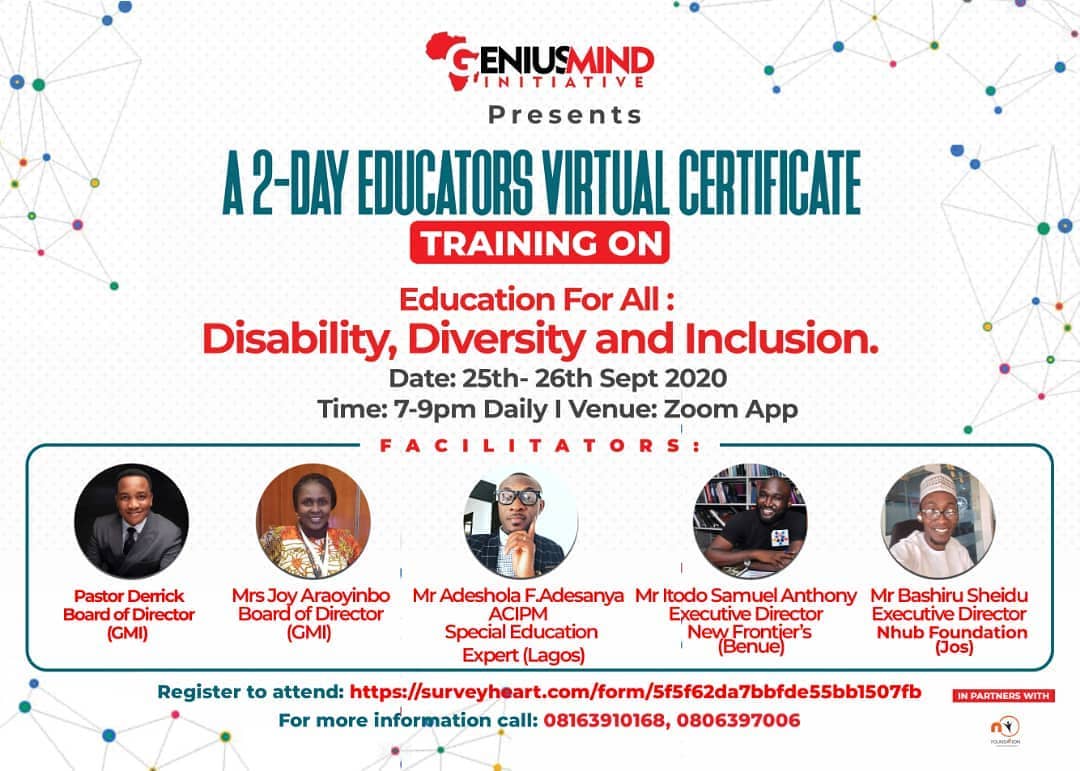 GENIUSMIND
INITIATIVE
Presents
A 2-DAY EDUCATORS VIRTUAL CERTIFICATE
TRAINING ON
Education For All :
Disability, Diversity and Inclusion.
Date: 25th- 26th Sept 2020
Time: 7-9pm Daily I Venue: Zoom App
FACILITATORS:
Pastor Derrick
Board of Director
(GMI)
Mrs Joy Araoyinbo
Board of Director
(GMI)
Mr Adeshola F.Adesanya
ACIPM
Special Education
Expert (Lagos)
Mr Itodo Samuel Anthony
Executive Director
New Frontier's
(Benue)
Mr Bashiru Sheidu
Executive Director
Nhub Foundation
(Jos)
Register to attend: https://surveyheart.com/form/5f5f62da7bbfde55bb1507fb
For more information call: 08163910168, 0806397006
IN PARTNERS WITH
FOUNDATION